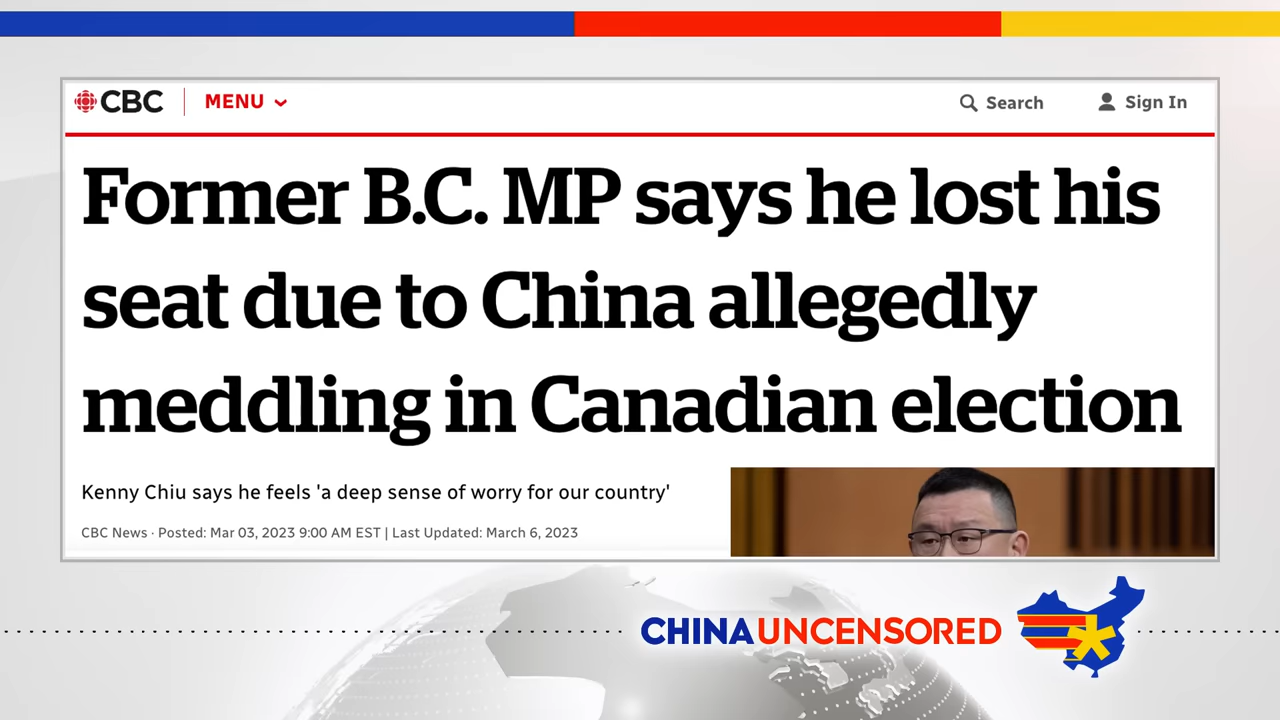 CBC MENU Search Sign In
Former B.C. MP says he lost his
seat due to China allegedly
meddling in Canadian election
Kenny Chiu says he feels 'a deep sense of worry for our country'
CBC News · Posted: Mar 03, 2023 9:00 AM EST | Last Updated: March 6, 2023
CHINA UNCENSORED